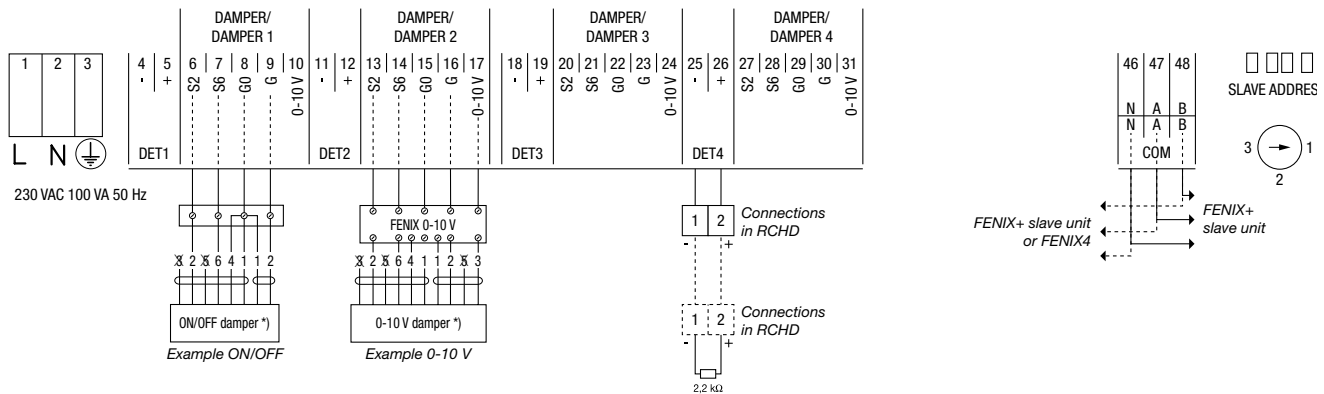 DAMPER/ DAMPER 1
DAMPER/ DAMPER 2
DAMPER/ DAMPER 3
DAMPER/ DAMPER 4
1 2 3
L N
230 VAC 100 VA 50 Hz
4 5 6 7 8 9 10 11 12 13 14 15 16 17 18 19 20 21 22 23 24 25 26 27 28 29 30 31
- + S2 S6 G0 G 0-10 V - + S2 S6 G0 G 0-10 V - + S2 S6 G0 G 0-10 V - + S2 S6 G0 G 0-10 V
DET1 DET2 DET3 DET4
46 47 48
N A B
N A B
COM
SLAVE ADDRES
3 1
2
FENIX+ slave unit
or FENIX4
FENIX+
slave unit
FENIX 0-10 V
3 2 5 6 4 1 1 2
3 2 5 6 4 1 1 2 5 3
ON/OFF damper *)
Example ON/OFF
0-10 V damper *)
Example 0-10 V
1 2
- +
Connections
in RCHD
1 2
- +
Connections
in RCHD
2,2 kΩ